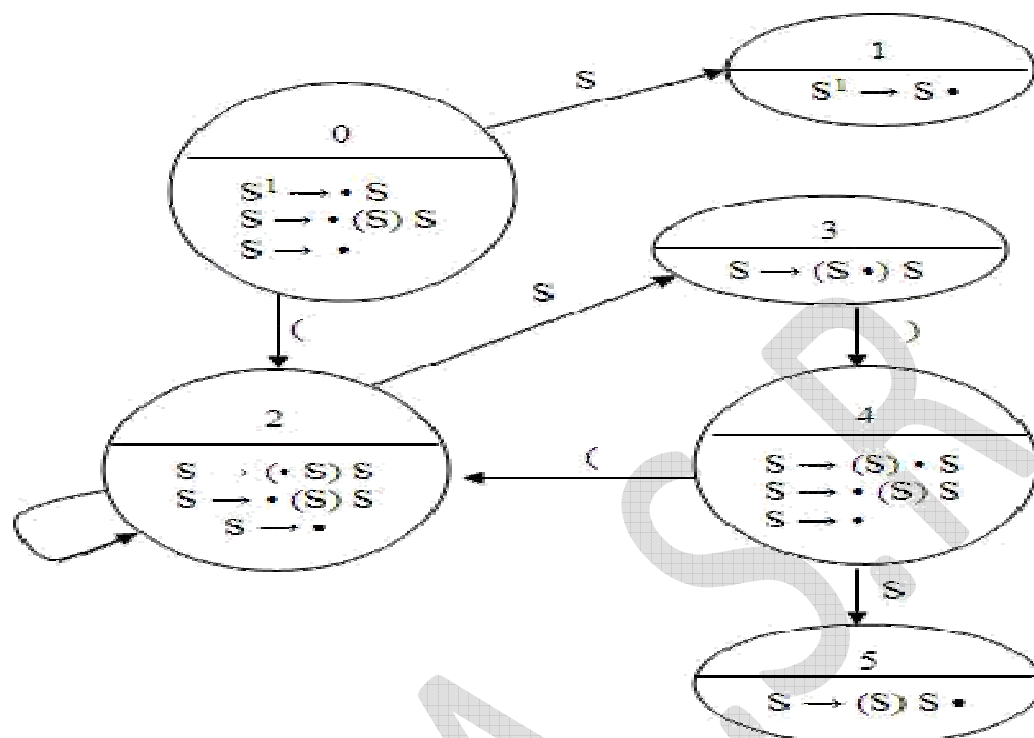 1
S¹ → S •
S
0
S¹ → • S
S → • (S) S
S → •
3
S → (S •) S
S
(
)
2
S → (• S) S
S → • (S) S
S → •
(
4
S → (S) • S
S → • (S) S
S → •
S
5
S → (S) S •